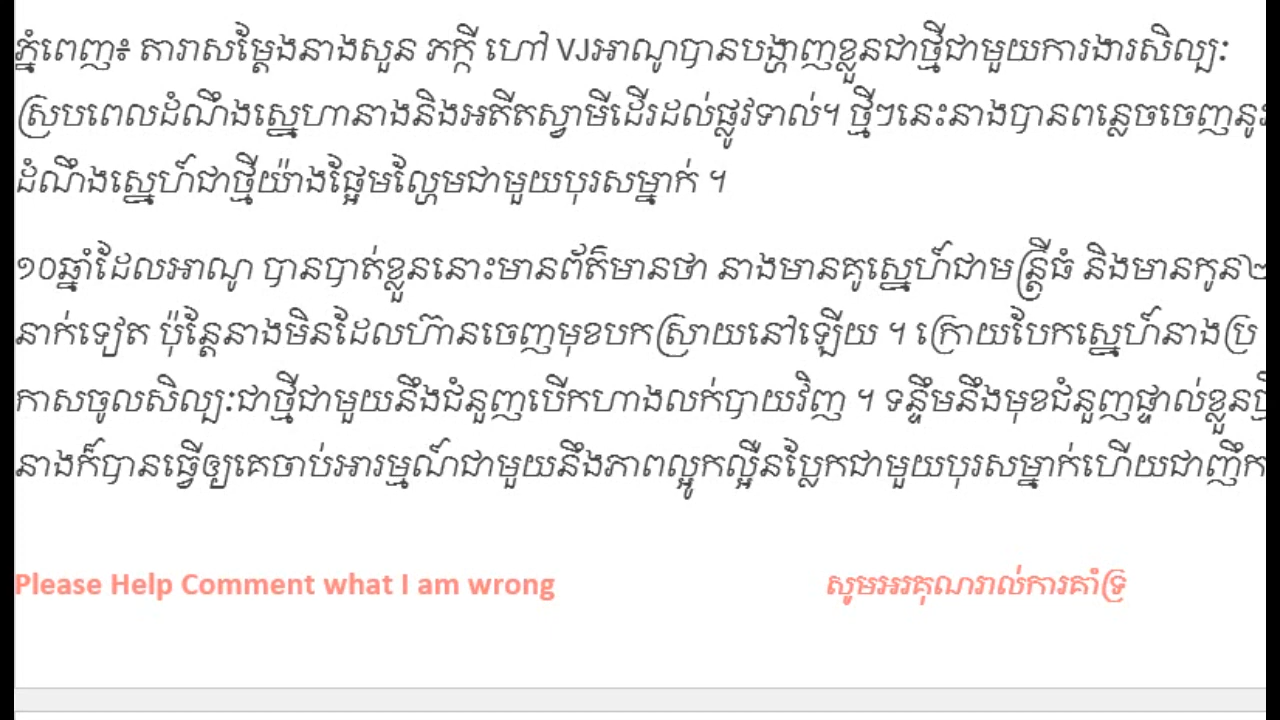 ភ្នំពេញ៖ តារាសម្តែងនាងសួន ភក្តី ហៅ VJអាណូបានបង្ហាញខ្លួនជាថ្មីជាមួយការងារសិល្បៈ
ស្របពេលដំណឹងស្នេហានាងនិងអតីតស្វាមីដើរដល់ផ្លូវទាល់។ ថ្មីៗនេះនាងបានពន្លេចចេញនូវ
ដំណឹងស្នេហ៍ជាថ្មីយ៉ាងផ្អែមល្ហែមជាមួយបុរសម្នាក់ ។
១០ឆ្នាំដែលអាណូ បានបាត់ខ្លួននោះមានព័ត៌មានថា នាងមានគូស្នេហ៍ជាមន្ត្រីធំ និងមានកូន២
នាក់ទៀត ប៉ុន្តែនាងមិនដែលហ៊ានចេញមុខបកស្រាយនៅឡើយ ។ ក្រោយបែកស្នេហ៍នាងប្រ
កាសចូលសិល្បៈជាថ្មីជាមួយនឹងជំនួញបើកហាងលក់បាយវិញ ។ ទន្ទឹមនឹងមុខជំនួញផ្ទាល់ខ្លួនថ្មី
នាងក៏បានធ្វើឲ្យគេចាប់អារម្មណ៍ជាមួយនឹងភាពល្អូកល្អឺនប្លែកជាមួយបុរសម្នាក់ហើយជាញឹក
Please Help Comment what I am wrong សូមអរគុណរាល់ការគាំទ្រ